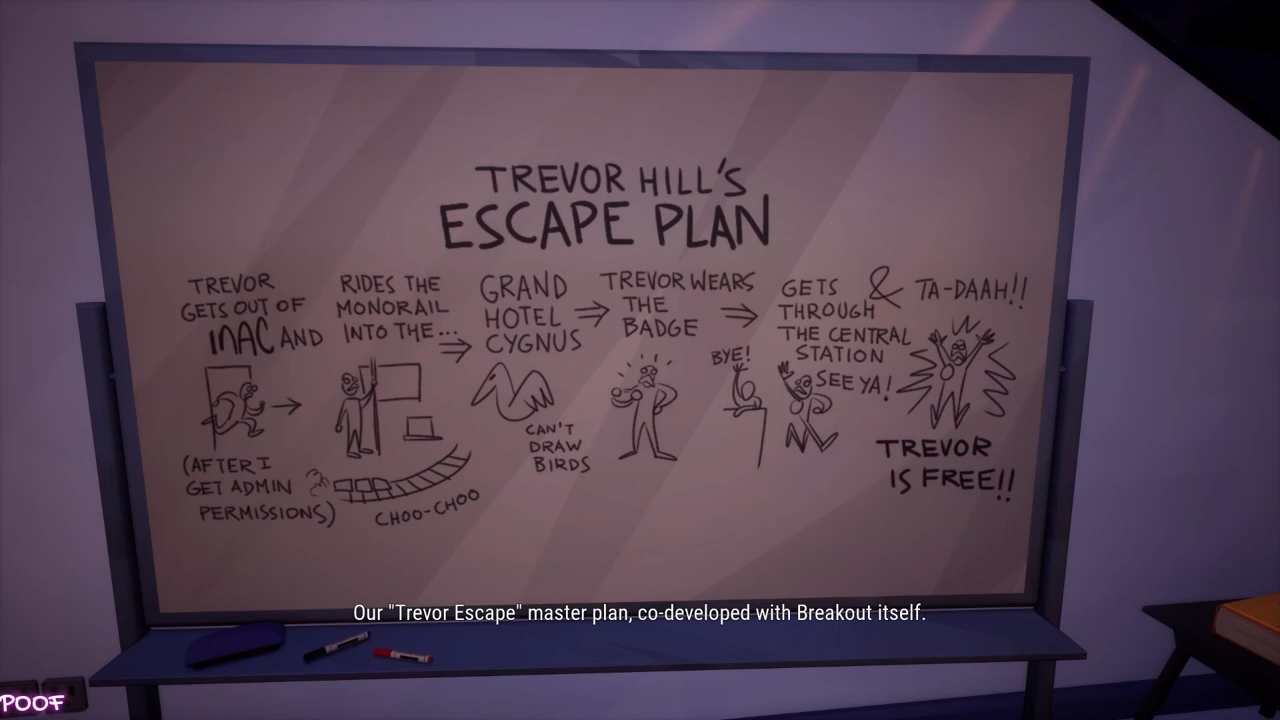 TREVOR HILL'S
ESCAPE PLAN
TREVOR
GETS OUT OF
INAC AND
(AFTER I
GET ADMIN
PERMISSIONS)
RIDES THE
MONORAIL
INTO THE...
CHOO-CHOO
GRAND
HOTEL
CYGNUS
CAN'T
DRAW
BIRDS
TREVOR WEARS
THE
BADGE
GETS
THROUGH
THE CENTRAL
STATION
BYE!
SEE YA!
& TA-DAAH!!
TREVOR
IS FREE!!
Our "Trevor Escape" master plan, co-developed with Breakout itself.
POOF